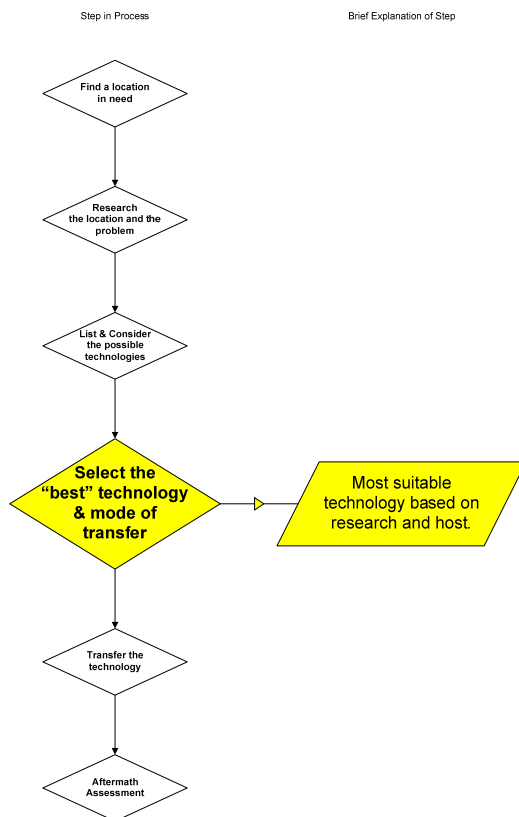 Step in Process
Brief Explanation of Step
Find a location
in need
Research
the location and the
problem
List & Consider
the possible
technologies
Select the
“best” technology
& mode of
transfer
Most suitable
technology based on
research and host.
Transfer the
technology
Aftermath
Assessment